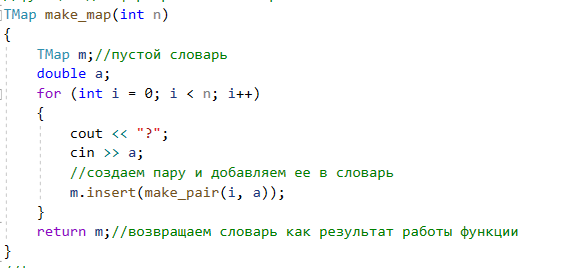 TMap make_map(int n)
{
TMap m;//пустой словарь
double a;
for (int i = 0; i < n; i++)
{
cout << "?";
cin >> a;
//создаем пару и добавляем ее в словарь
m.insert(make_pair(i, a));
}
return m;//возвращаем словарь как результат работы функции
}